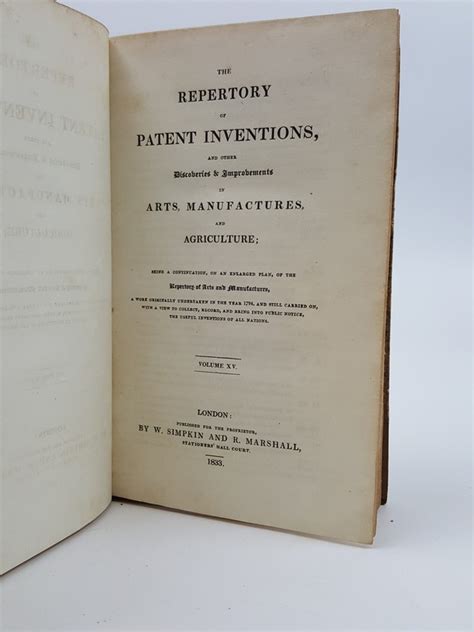 THE
REPERTORY
OF
PATENT INVENTIONS,
AND OTHER
Discoveries & Improvements
IN
ARTS, MANUFACTURES,
AND
AGRICULTURE;
BEING A CONTINUATION, ON AN ENLARGED PLAN, OF THE
Repertory of Arts and Manufactures,
A WORK ORIGINALLY UNDERTAKEN IN THE YEAR 1794, AND STILL CARRIED ON,
WITH A VIEW TO COLLECT, RECORD, AND BRING INTO PUBLIC NOTICE,
THE USEFUL INVENTIONS OF ALL NATIONS.
VOLUME XV.
LONDON:
PUBLISHED FOR THE PROPRIETOR,
BY W. SIMPKIN AND R. MARSHALL,
STATIONERS' HALL COURT.
1833.